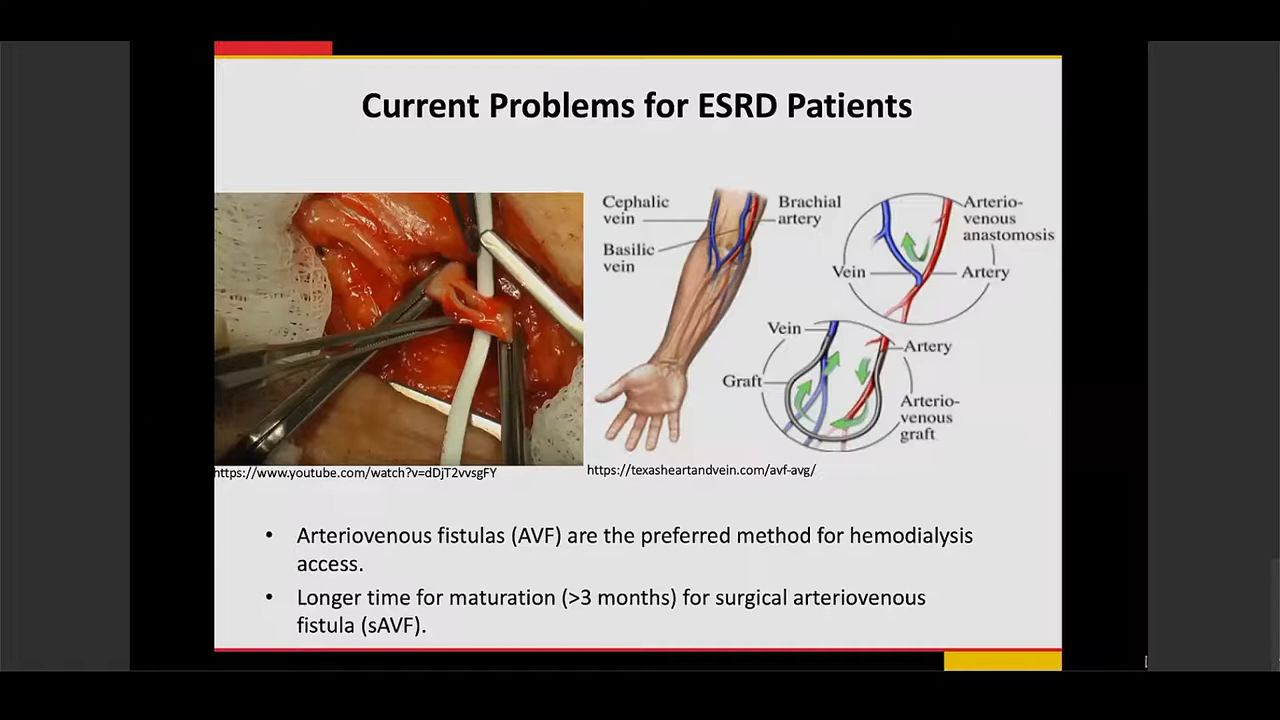 Current Problems for ESRD Patients
Cephalic
vein
Basilic
vein
Brachial
artery
Arterio-
venous
anastomosis
Vein
Artery
Vein
Artery
Graft
Arterio-
venous
graft
https://www.youtube.com/watch?v=dDjT2vvsgFY
https://texasheartandvein.com/avf-avg/
• Arteriovenous fistulas (AVF) are the preferred method for hemodialysis
access.
• Longer time for maturation (>3 months) for surgical arteriovenous
fistula (sAVF).